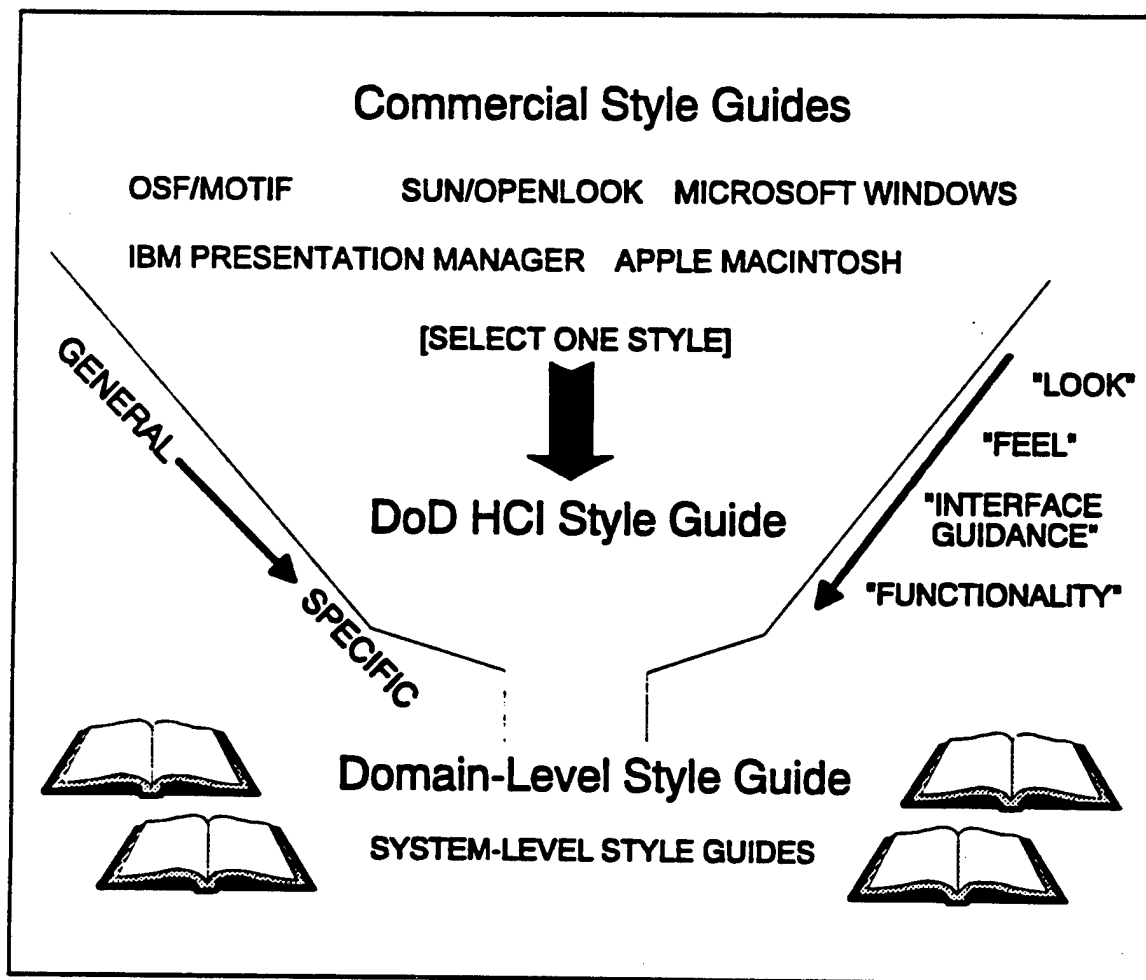 Commercial Style Guides
OSF/MOTIF SUN/OPENLOOK MICROSOFT WINDOWS
IBM PRESENTATION MANAGER APPLE MACINTOSH
[SELECT ONE STYLE]
GENERAL
SPECIFIC
"LOOK"
"FEEL"
"INTERFACE
GUIDANCE"
"FUNCTIONALITY"
DoD HCI Style Guide
Domain-Level Style Guide
SYSTEM-LEVEL STYLE GUIDES